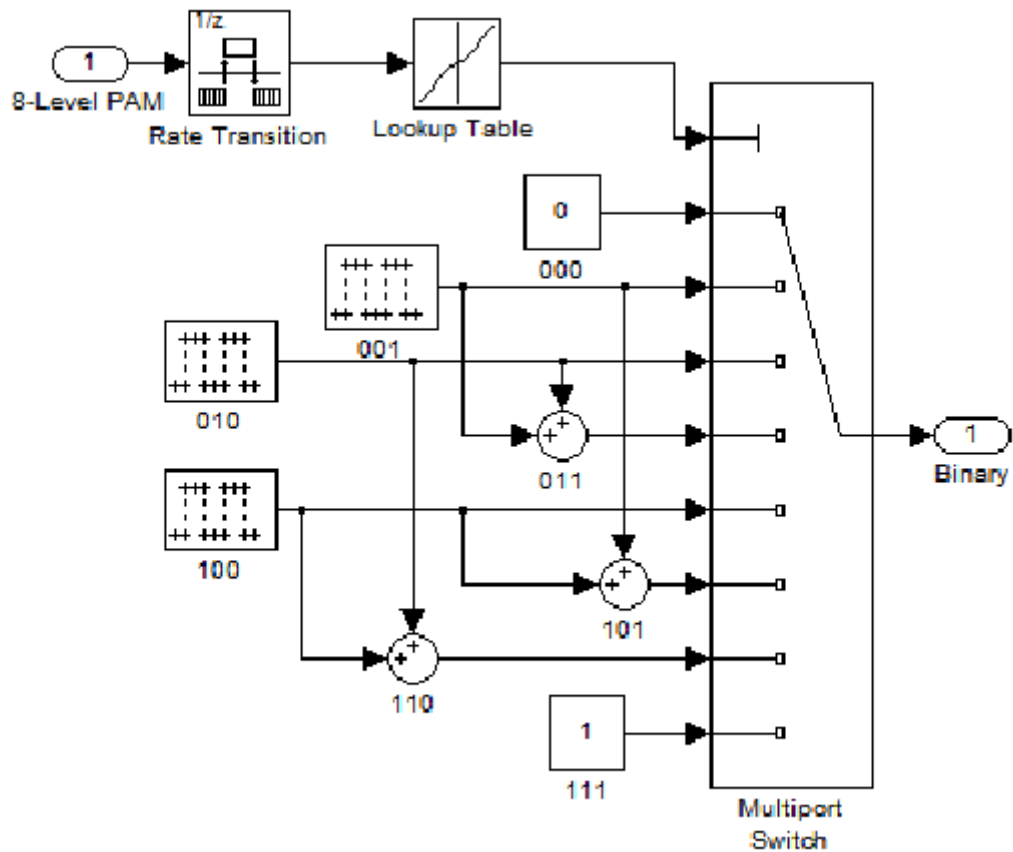 1/z
1
8-Level PAM
Rate Transition
Lookup Table
0
000
001
010
+
+
011
1
Binary
100
+
+
101
+
+
110
1
111
Multiport
Switch